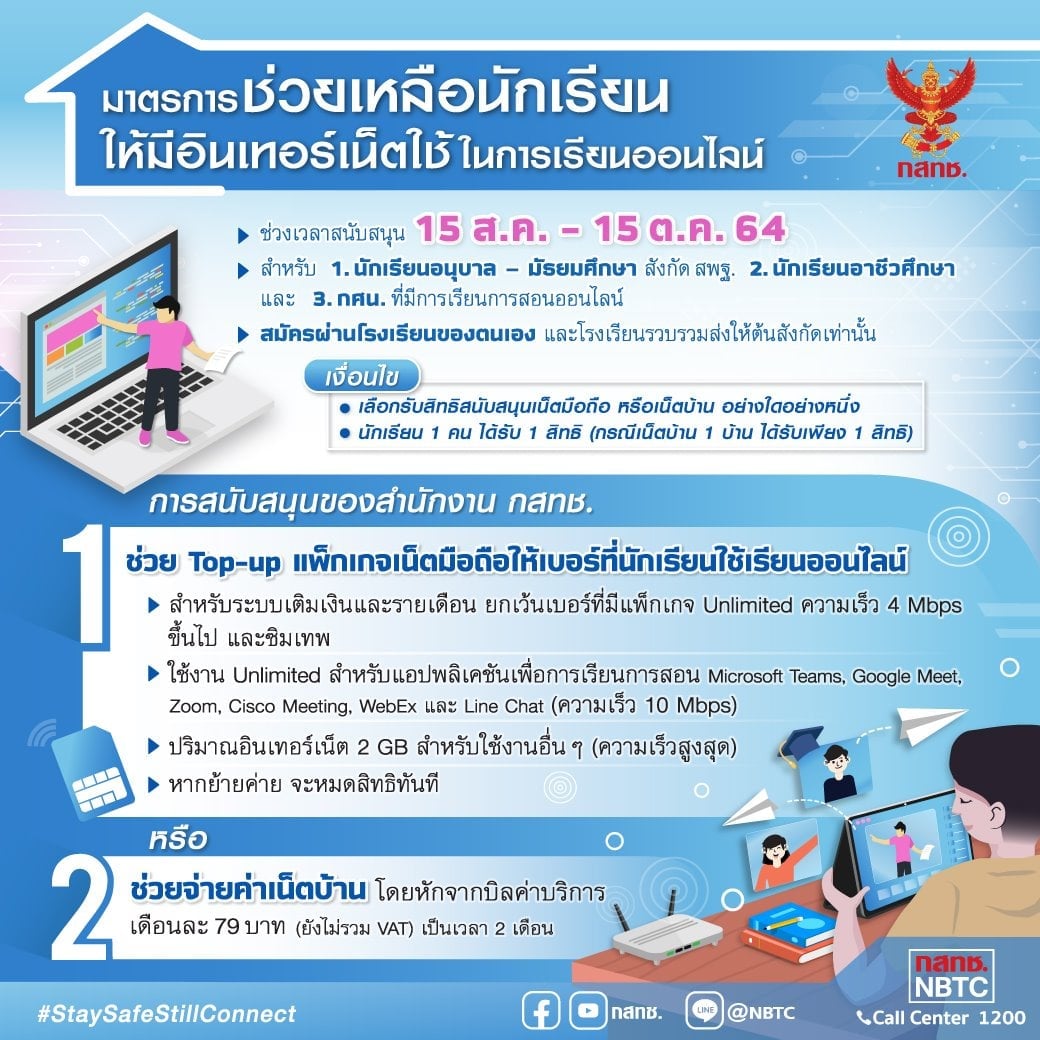 มาตรการช่วยเหลือนักเรียน
ให้มีอินเทอร์เน็ตใช้ ในการเรียนออนไลน์
กสทช.
ช่วงเวลาสนับสนุน 15 ส.ค. – 15 ต.ค. 64
สำหรับ 1. นักเรียนอนุบาล – มัธยมศึกษา สังกัด สพฐ. 2. นักเรียนอาชีวศึกษา
และ 3. กศน. ที่มีการเรียนการสอนออนไลน์
สมัครผ่านโรงเรียนของตนเอง และโรงเรียนรวบรวมส่งให้ต้นสังกัดเท่านั้น
เงื่อนไข
• เลือกรับสิทธิสนับสนุนเน็ตมือถือ หรือเน็ตบ้าน อย่างใดอย่างหนึ่ง
• นักเรียน 1 คน ได้รับ 1 สิทธิ (กรณีเน็ตบ้าน 1 บ้าน ได้รับเพียง 1 สิทธิ)
การสนับสนุนของสำนักงาน กสทช.
1
ช่วย Top-up แพ็กเกจเน็ตมือถือให้เบอร์ที่นักเรียนใช้เรียนออนไลน์
สำหรับระบบเติมเงินและรายเดือน ยกเว้นเบอร์ที่มีแพ็กเกจ Unlimited ความเร็ว 4 Mbps
ขึ้นไป และซิมเทพ
ใช้งาน Unlimited สำหรับแอปพลิเคชันเพื่อการเรียนการสอน Microsoft Teams, Google Meet,
Zoom, Cisco Meeting, WebEx และ Line Chat (ความเร็ว 10 Mbps)
ปริมาณอินเทอร์เน็ต 2 GB สำหรับใช้งานอื่น ๆ (ความเร็วสูงสุด)
หากย้ายค่าย จะหมดสิทธิทันที
หรือ
2
ช่วยจ่ายค่าเน็ตบ้าน โดยหักจากบิลค่าบริการ
เดือนละ 79 บาท (ยังไม่รวม VAT) เป็นเวลา 2 เดือน
กสทช.
NBTC
#StaySafeStillConnect
กสทช.
LINE @NBTC
Call Center 1200